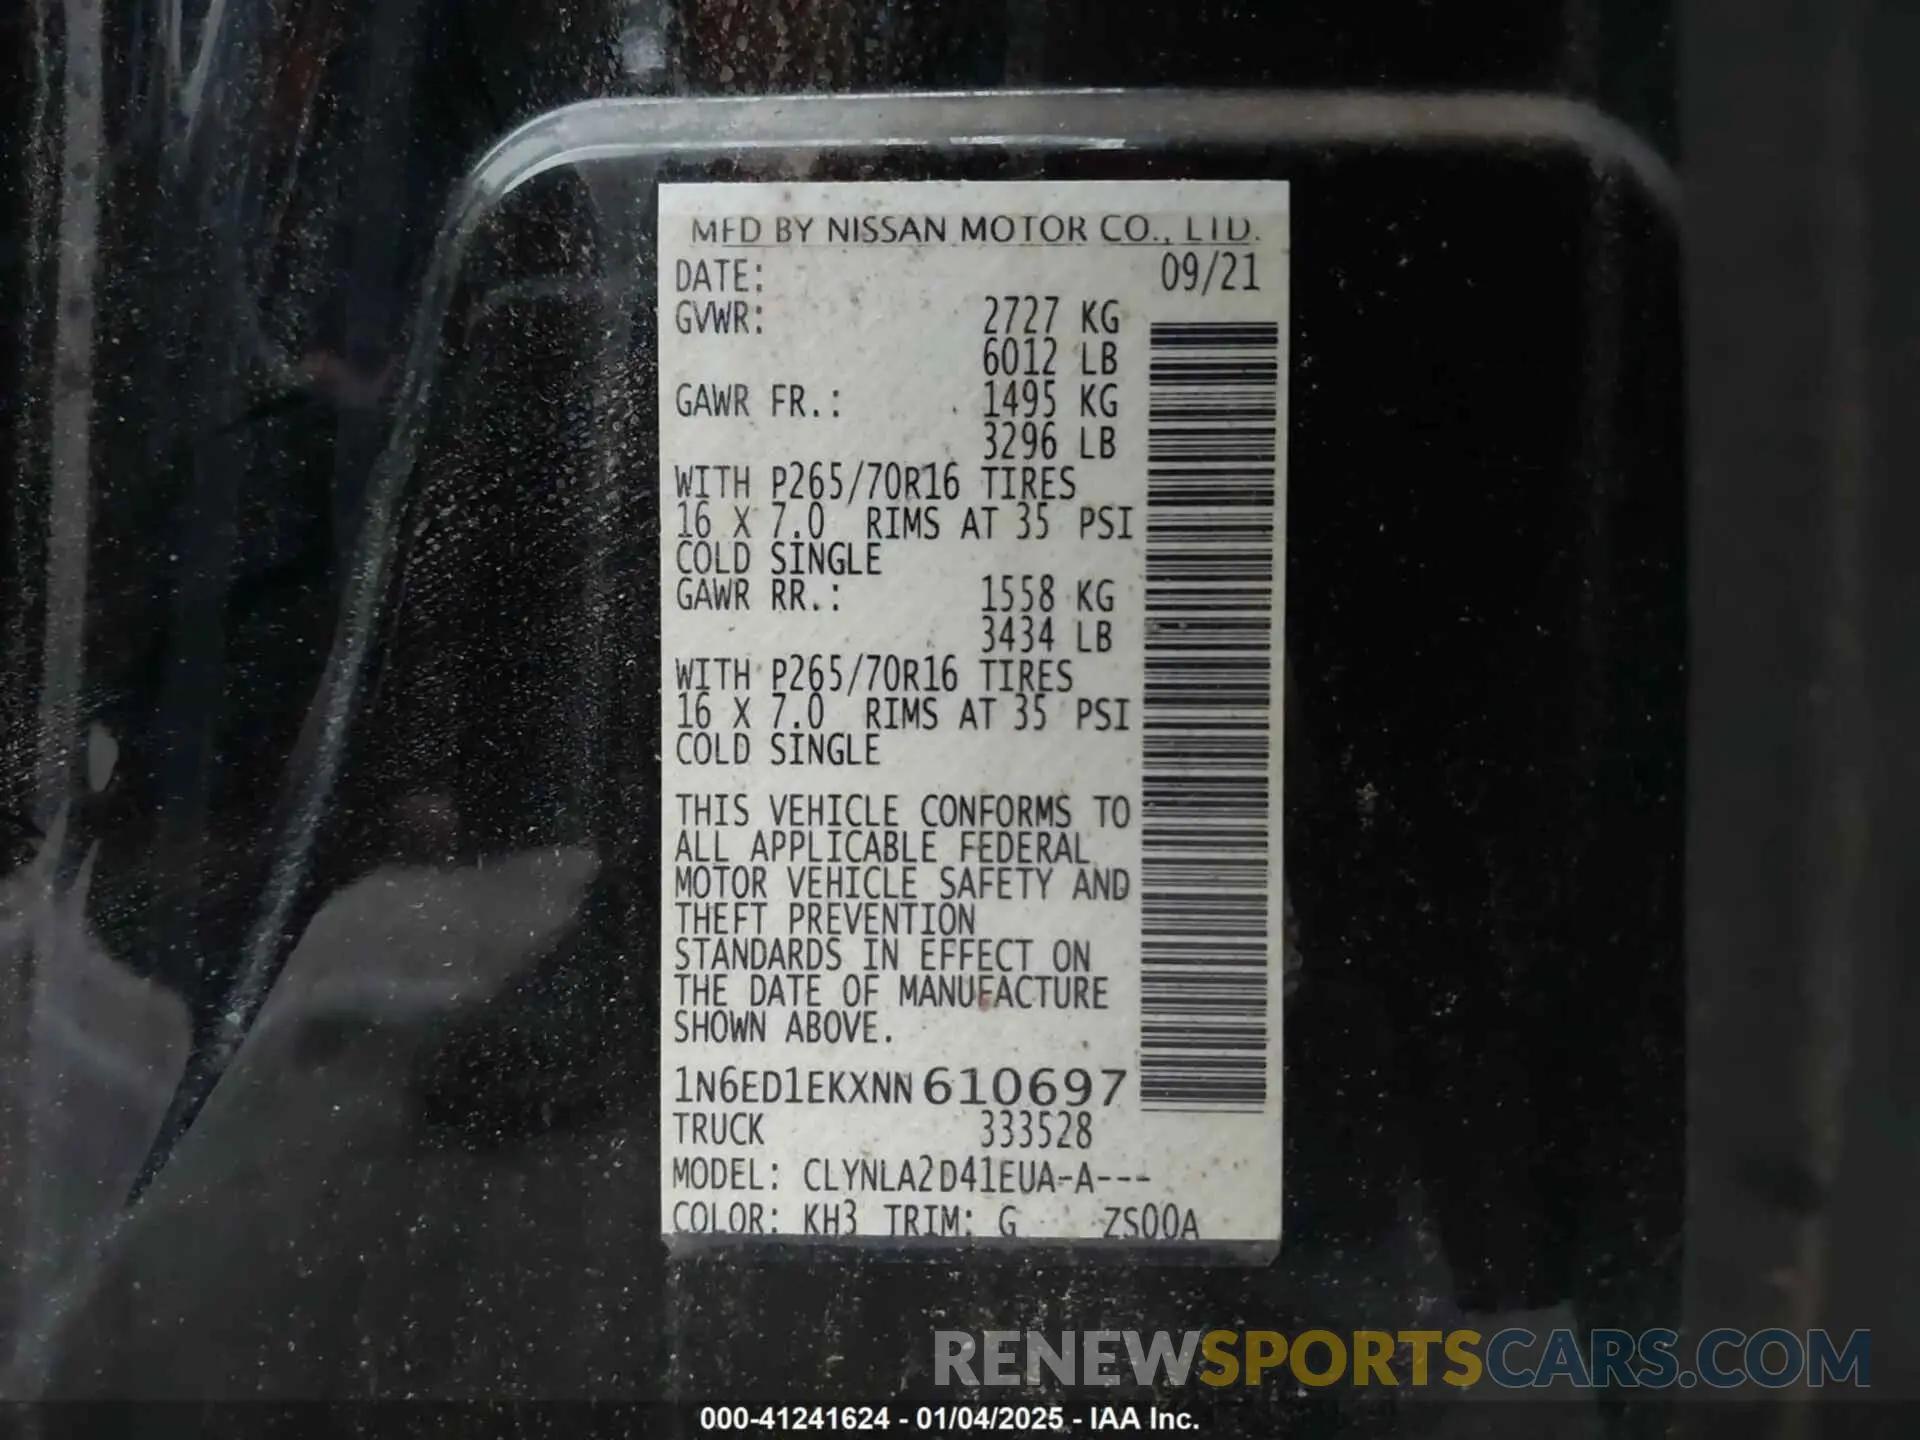 MFD BY NISSAN MOTOR CO., LTD.
DATE: 09/21
GVWR: 2727 KG
6012 LB
GAWR FR.: 1495 KG
3296 LB
WITH P265/70R16 TIRES
16 X 7.0 RIMS AT 35 PSI
COLD SINGLE
GAWR RR.: 1558 KG
3434 LB
WITH P265/70R16 TIRES
16 X 7.0 RIMS AT 35 PSI
COLD SINGLE
THIS VEHICLE CONFORMS TO
ALL APPLICABLE FEDERAL
MOTOR VEHICLE SAFETY AND
THEFT PREVENTION
STANDARDS IN EFFECT ON
THE DATE OF MANUFACTURE
SHOWN ABOVE.
1N6ED1EKXNN610697
TRUCK 333528
MODEL: CLYNLA2D41EUA-A---
COLOR: KH3 TRIM: G ZS00A
RENEWSPORTSCARS.COM
000-41241624 - 01/04/2025 - IAA Inc.